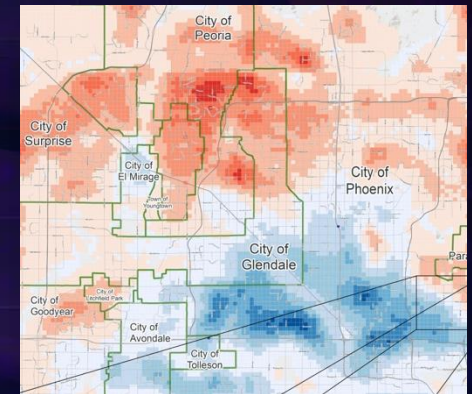 City of
Peoria
City of
Surprise
City of
El Mirage
Town of
Youngtown
City of
Phoenix
City of
Glendale
Para
City of
Litchfield Park
City of
Goodyear
City of
Avondale
City of
Tolleson